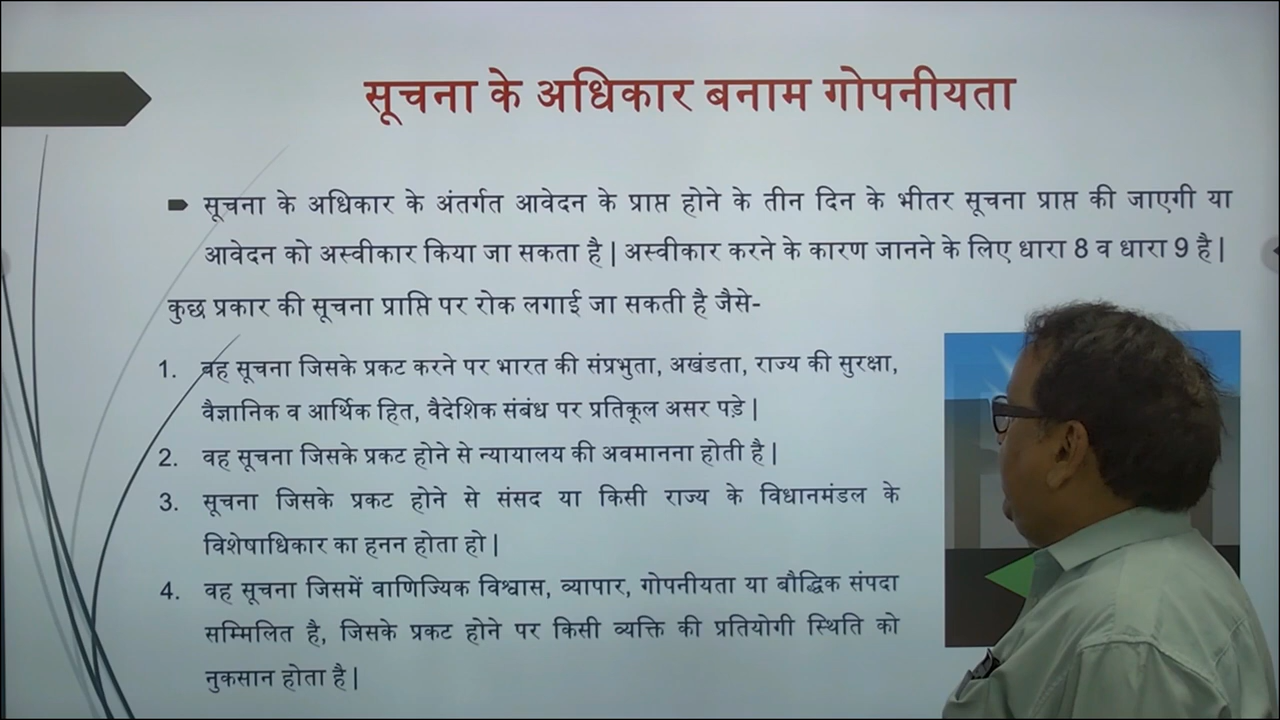 सूचना के अधिकार बनाम गोपनीयता
सूचना के अधिकार के अंतर्गत आवेदन के प्राप्त होने के तीन दिन के भीतर सूचना प्राप्त की जाएगी या
आवेदन को अस्वीकार किया जा सकता है | अस्वीकार करने के कारण जानने के लिए धारा 8 व धारा 9 है |
कुछ प्रकार की सूचना प्राप्ति पर रोक लगाई जा सकती है जैसे-
1. वह सूचना जिसके प्रकट करने पर भारत की संप्रभुता, अखंडता, राज्य की सुरक्षा,
वैज्ञानिक व आर्थिक हित, वैदेशिक संबंध पर प्रतिकूल असर पड़े |
2. वह सूचना जिसके प्रकट होने से न्यायालय की अवमानना होती है |
3. सूचना जिसके प्रकट होने से संसद या किसी राज्य के विधानमंडल के
विशेषाधिकार का हनन होता हो |
4. वह सूचना जिसमें वाणिज्यिक विश्वास, व्यापार, गोपनीयता या बौद्धिक संपदा
सम्मिलित है, जिसके प्रकट होने पर किसी व्यक्ति की प्रतियोगी स्थिति को
नुकसान होता है |